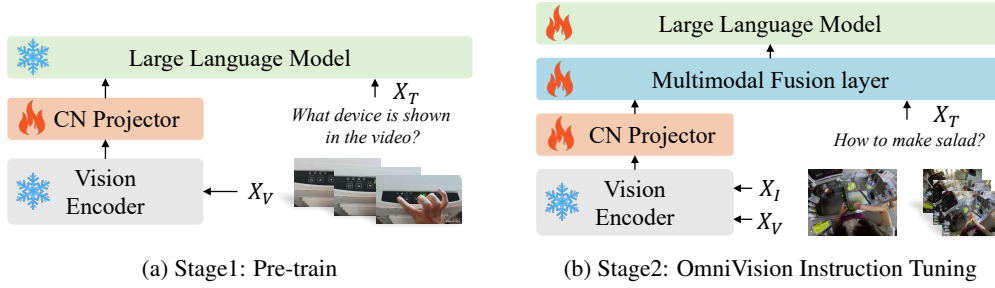 Large Language Model
CN Projector
X_T
What device is shown
in the video?
Vision
Encoder
X_V
(a) Stage1: Pre-train
Large Language Model
Multimodal Fusion layer
CN Projector
X_T
How to make salad?
Vision
Encoder
X_I
X_V
(b) Stage2: OmniVision Instruction Tuning